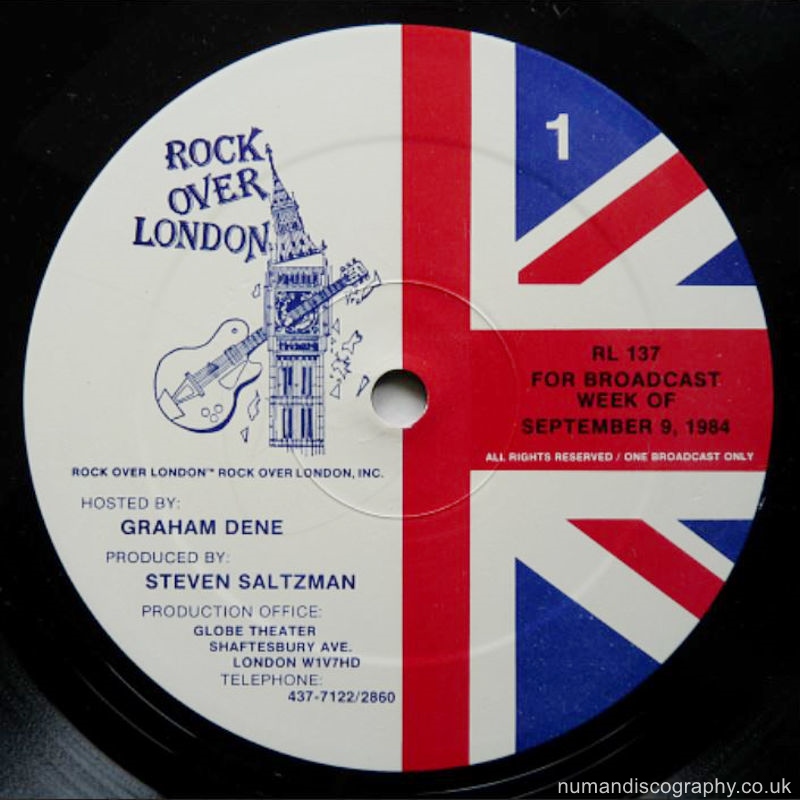 ROCK
OVER
LONDON
1
RL 137
FOR BROADCAST
WEEK OF
SEPTEMBER 9, 1984
ALL RIGHTS RESERVED / ONE BROADCAST ONLY
ROCK OVER LONDON™ ROCK OVER LONDON, INC.
HOSTED BY:
GRAHAM DENE
PRODUCED BY:
STEVEN SALTZMAN
PRODUCTION OFFICE:
GLOBE THEATER
SHAFTESBURY AVE.
LONDON W1V7HD
TELEPHONE:
437-7122/2860
numandiscography.co.uk